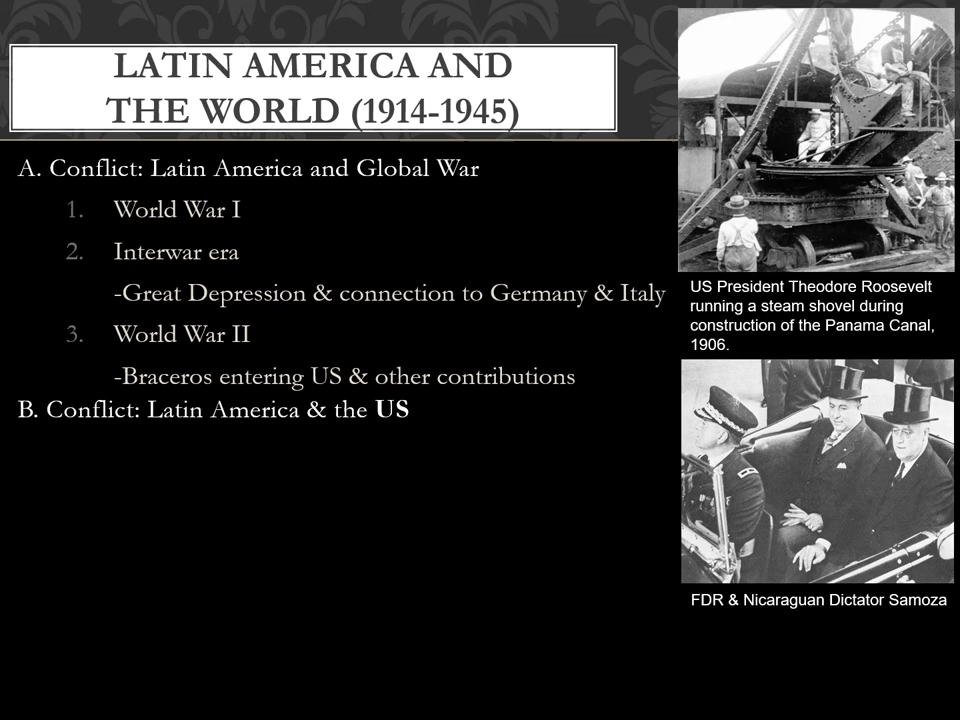 LATIN AMERICA AND
THE WORLD (1914-1945)
A. Conflict: Latin America and Global War
1. World War I
2. Interwar era
-Great Depression & connection to Germany & Italy
3. World War II
-Braceros entering US & other contributions
B. Conflict: Latin America & the US
US President Theodore Roosevelt
running a steam shovel during
construction of the Panama Canal,
1906.
FDR & Nicaraguan Dictator Samoza